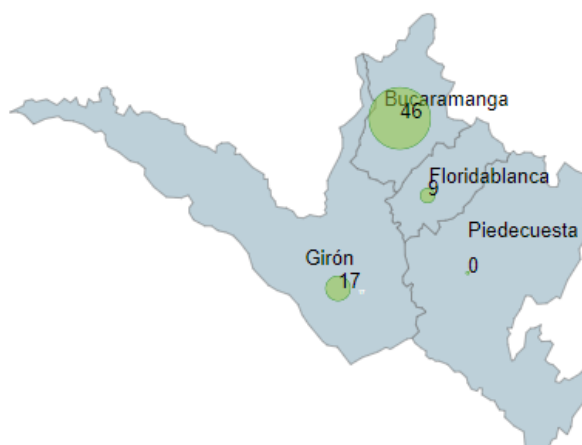 Bucaramanga
46
Floridablanca
9
Piedecuesta
0
Girón
17